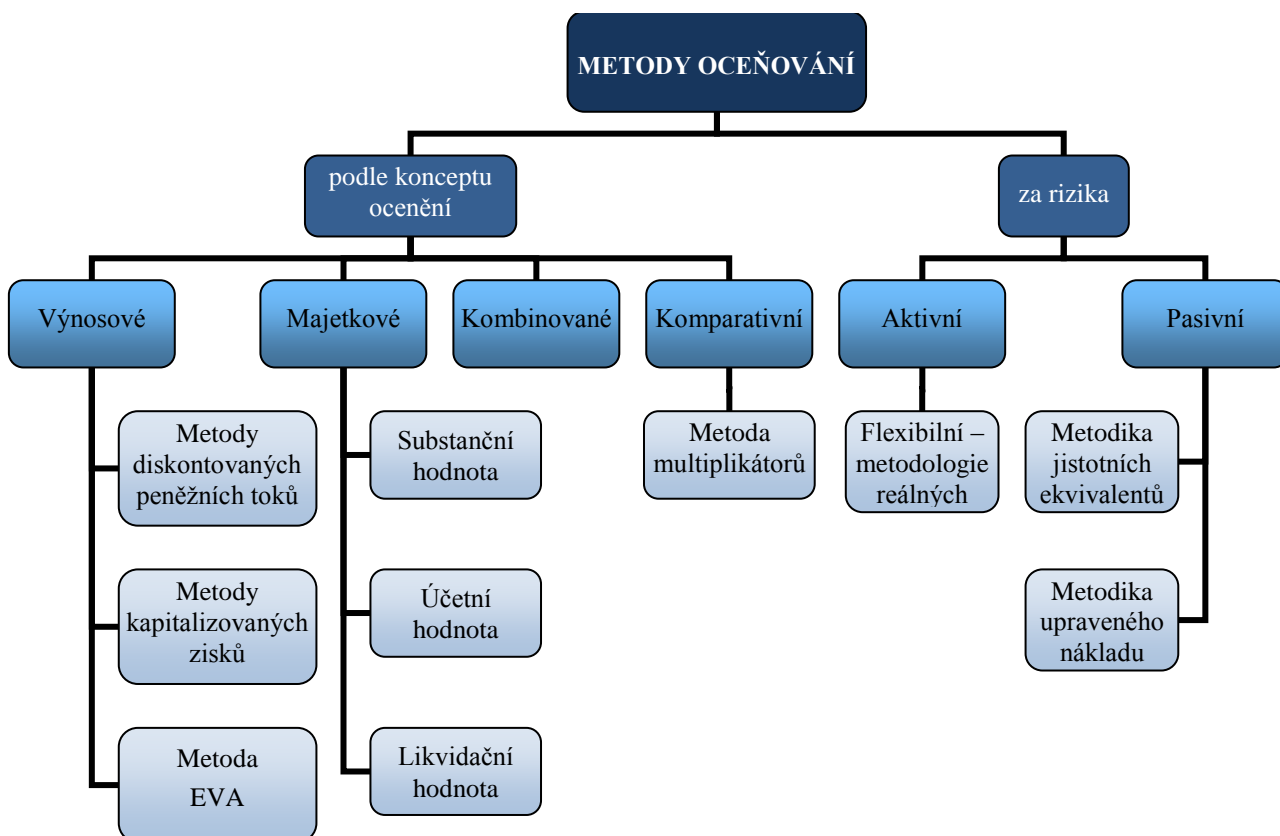 METODY OCEŇOVÁNÍ
podle konceptu
ocenění
za rizika
Výnosové
Majetkové
Kombinované
Komparativní
Aktivní
Pasivní
Metody
diskontovaných
peněžních toků
Substanční
hodnota
Metoda
multiplikátorů
Flexibilní –
metodologie
reálných
Metodika
jistotních
ekvivalentů
Metody
kapitalizovaných
zisků
Účetní
hodnota
Metodika
upraveného
nákladu
Metoda
EVA
Likvidační
hodnota